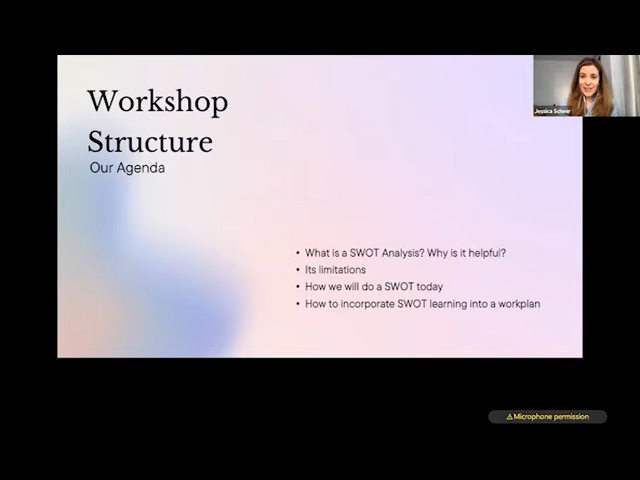 Workshop
Structure
Our Agenda
• What is a SWOT Analysis? Why is it helpful?
• Its limitations
• How we will do a SWOT today
• How to incorporate SWOT learning into a workplan
Jessica
⚠ Microphone permission